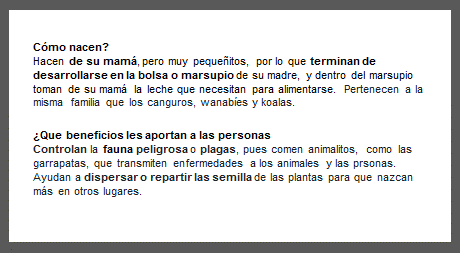 Cómo nacen?
Hacen de su mamá, pero muy pequeñitos, por lo que terminan de
desarrollarse en la bolsa o marsupio de su madre, y dentro del marsupio
toman de su mamá la leche que necesitan para alimentarse. Pertenecen a la
misma familia que los canguros, wanabíes y koalas.
¿Que beneficios les aportan a las personas
Controlan la fauna peligrosa o plagas, pues comen animalitos, como las
garrapatas, que transmiten enfermedades a los animales y las prsonas.
Ayudan a dispersar o repartir las semilla de las plantas para que nazcan
más en otros lugares.